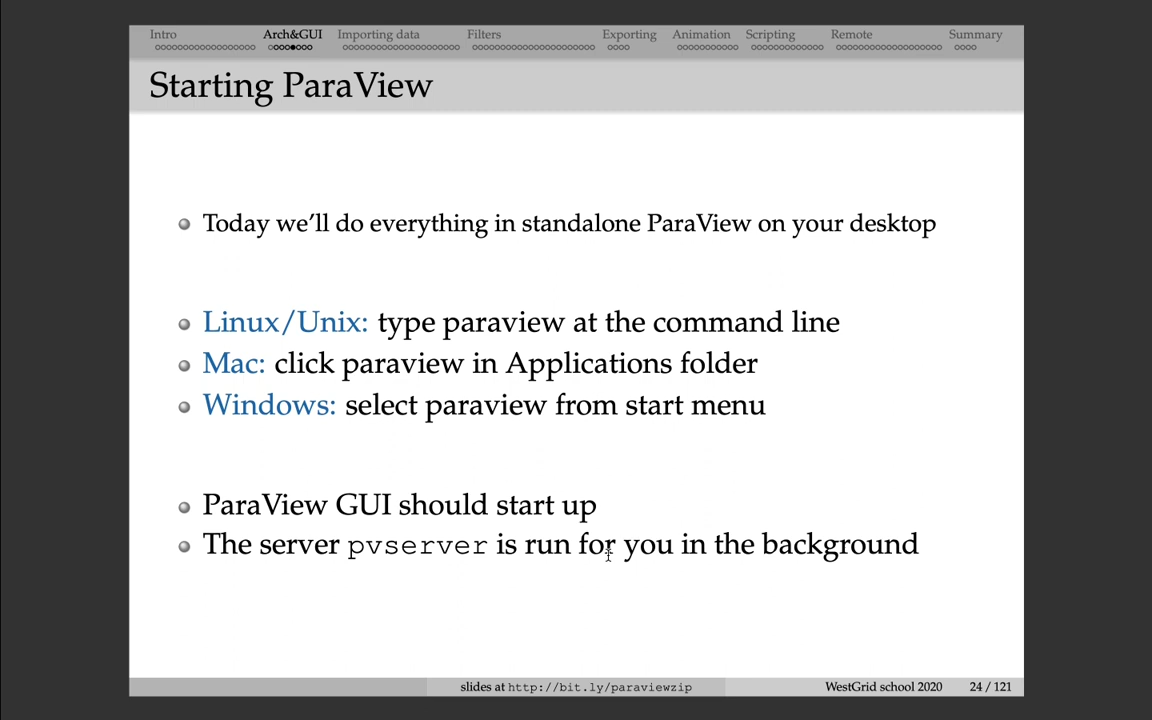 Intro Arch&GUI Importing data Filters Exporting Animation Scripting Remote Summary
Starting ParaView
Today we'll do everything in standalone ParaView on your desktop
Linux/Unix: type paraview at the command line
Mac: click paraview in Applications folder
Windows: select paraview from start menu
ParaView GUI should start up
The server pvserver is run for you in the background
slides at http://bit.ly/paraviewzip WestGrid school 2020 24 / 121